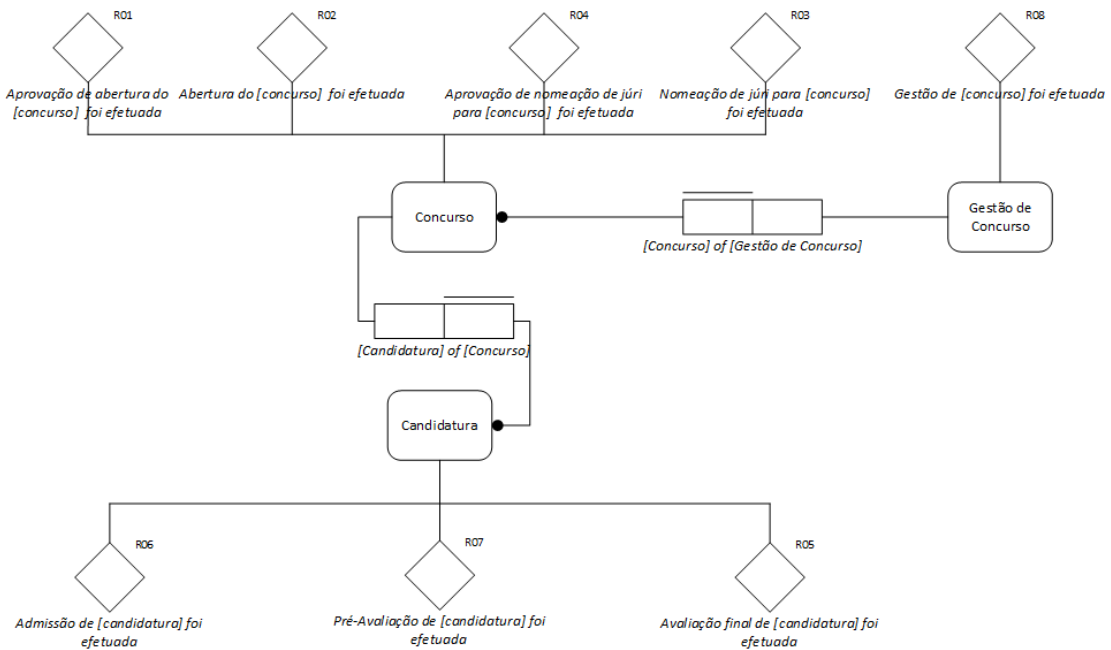 R01
R02
R04
R03
R08
Aprovação de abertura do
[concurso] foi efetuada
Abertura do [concurso] foi efetuada
Aprovação de nomeação de júri
para [concurso] foi efetuada
Nomeação de júri para [concurso]
foi efetuada
Gestão de [concurso] foi efetuada
Concurso
Gestão de
Concurso
[Concurso] of [Gestão de Concurso]
[Candidatura] of [Concurso]
Candidatura
R06
R07
R05
Admissão de [candidatura] foi
efetuada
Pré-Avaliação de [candidatura] foi
efetuada
Avaliação final de [candidatura] foi
efetuada